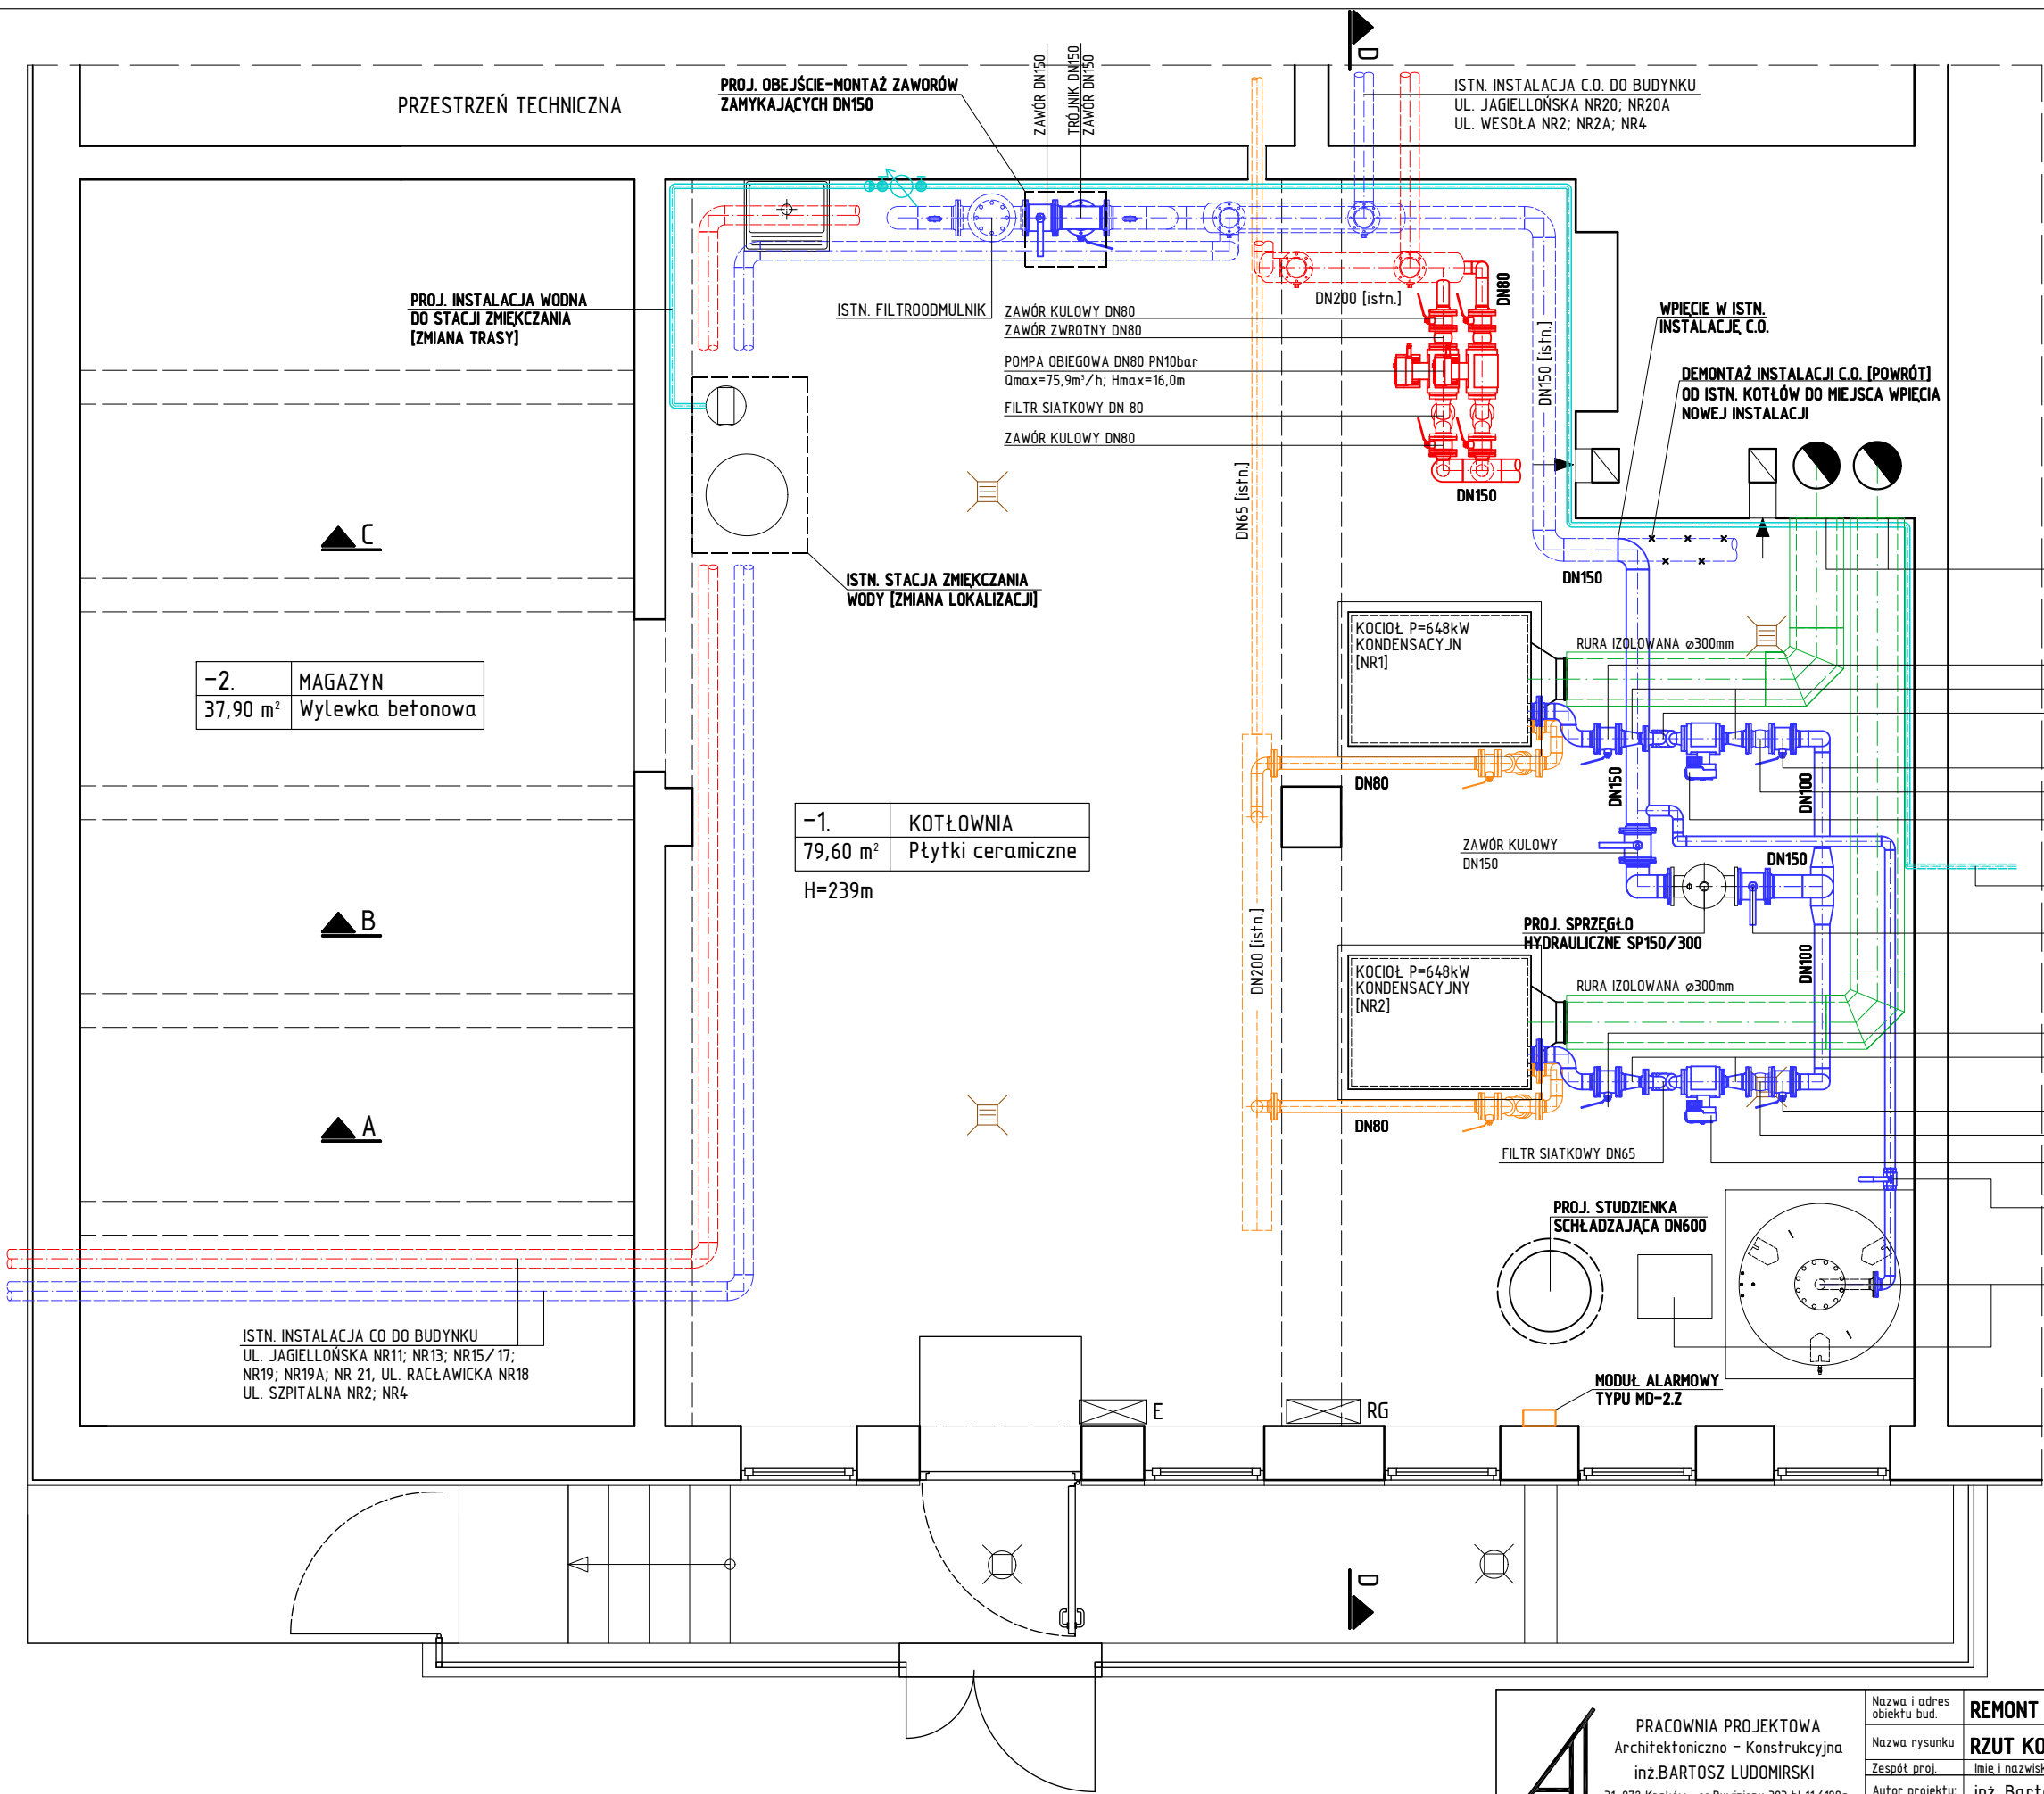 PRZESTRZEŃ TECHNICZNA
PROJ. OBEJŚCIE-MONTAŻ ZAWORÓW
ZAMYKAJĄCYCH DN150
ZAWÓR DN150
TRÓJNIK DN150
ZAWÓR DN150
D
ISTN. INSTALACJA C.O. DO BUDYNKU
UL. JAGIELLOŃSKA NR20; NR20A
UL. WESOŁA NR2; NR2A; NR4
PROJ. INSTALACJA WODNA
DO STACJI ZMIĘKCZANIA
[ZMIANA TRASY]
ISTN. FILTROODMULNIK
ZAWÓR KULOWY DN80
ZAWÓR ZWROTNY DN80
POMPA OBIEGOWA DN80 PN10bar
Qmax=75,9m³/h; Hmax=16,0m
FILTR SIATKOWY DN 80
ZAWÓR KULOWY DN80
DN200 [istn.]
DN80
DN150 [istn.]
DN150
WPIĘCIE W ISTN.
INSTALACJĘ C.O.
DEMONTAŻ INSTALACJI C.O. [POWRÓT]
OD ISTN. KOTŁÓW DO MIEJSCA WPIĘCIA
NOWEJ INSTALACJI
DN65 [istn.]
C
ISTN. STACJA ZMIĘKCZANIA
WODY [ZMIANA LOKALIZACJI]
DN150
KOCIOŁ P=648kW
KONDENSACYJN
[NR1]
RURA IZOLOWANA ⌀300mm
-2. MAGAZYN
37,90 m² Wylewka betonowa
DN80
DN150
DN100
-1. KOTŁOWNIA
79,60 m² Płytki ceramiczne
H=239m
ZAWÓR KULOWY
DN150
DN150
B
PROJ. SPRZĘGŁO
HYDRAULICZNE SP150/300
DN200 [istn.]
DN100
KOCIOŁ P=648kW
KONDENSACYJNY
[NR2]
RURA IZOLOWANA ⌀300mm
A
DN80
FILTR SIATKOWY DN65
PROJ. STUDZIENKA
SCHŁADZAJĄCA DN600
ISTN. INSTALACJA CO DO BUDYNKU
UL. JAGIELLOŃSKA NR11; NR13; NR15/17;
NR19; NR19A; NR 21, UL. RACŁAWICKA NR18
UL. SZPITALNA NR2; NR4
MODUŁ ALARMOWY
TYPU MD-2.Z
E
RG
D
PRACOWNIA PROJEKTOWA
Architektoniczno - Konstrukcyjna
inż.BARTOSZ LUDOMIRSKI
Nazwa i adres
obiektu bud.
REMONT
Nazwa rysunku
RZUT KO
Zespół proj.
Imię i nazwisk
Autor projektu: